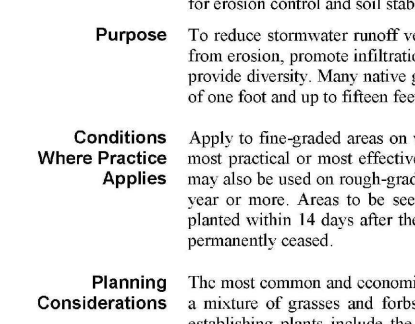 for erosion control and soil stab
Purpose
To reduce stormwater runoff ve
from erosion, promote infiltratio
provide diversity. Many native g
of one foot and up to fifteen fee
Conditions
Where Practice
Applies
Apply to fine-graded areas on v
most practical or most effective
may also be used on rough-grad
year or more. Areas to be see
planted within 14 days after the
permanently ceased.
Planning
Considerations
The most common and economi
a mixture of grasses and forbs
establishing plants include the